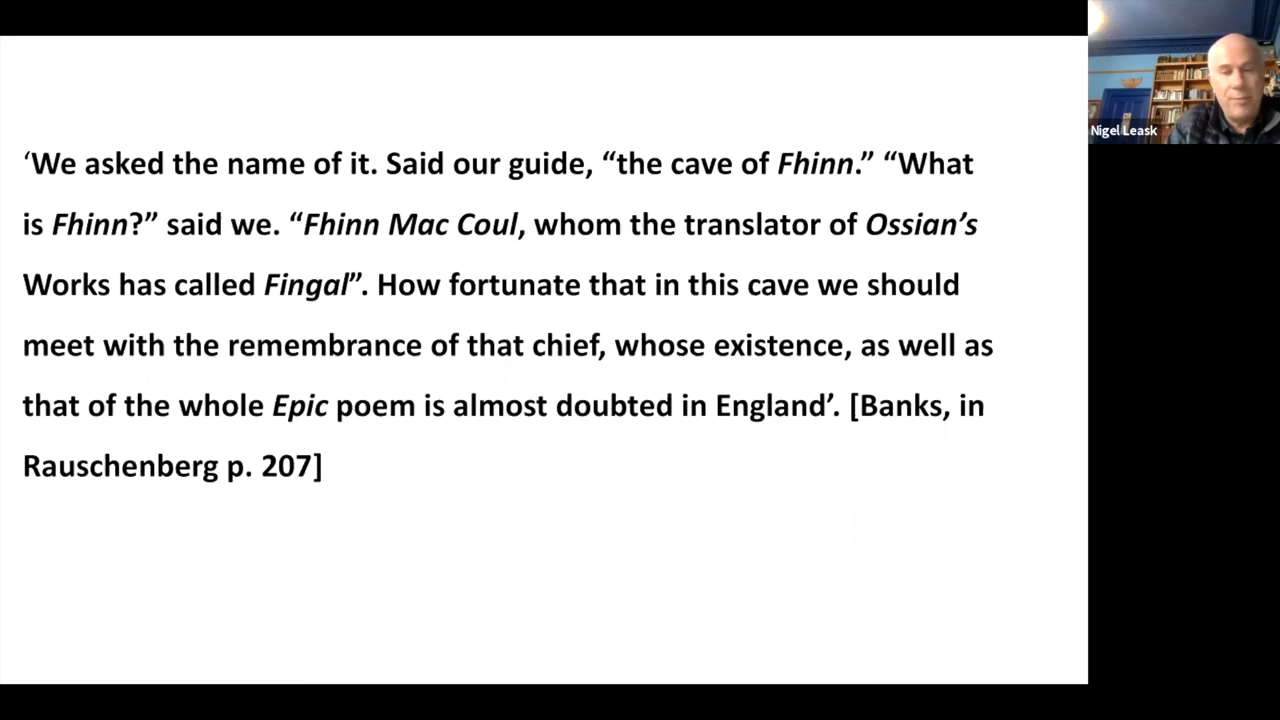 ‘We asked the name of it. Said our guide, “the cave of Fhinn.” “What
is Fhinn?” said we. “Fhinn Mac Coul, whom the translator of Ossian’s
Works has called Fingal”. How fortunate that in this cave we should
meet with the remembrance of that chief, whose existence, as well as
that of the whole Epic poem is almost doubted in England’. [Banks, in
Rauschenberg p. 207]
Nigel Leask